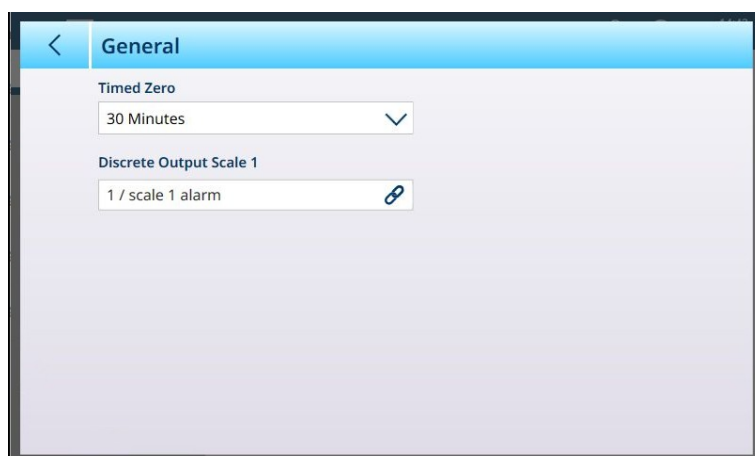 General
Timed Zero
30 Minutes
Discrete Output Scale 1
1 / scale 1 alarm